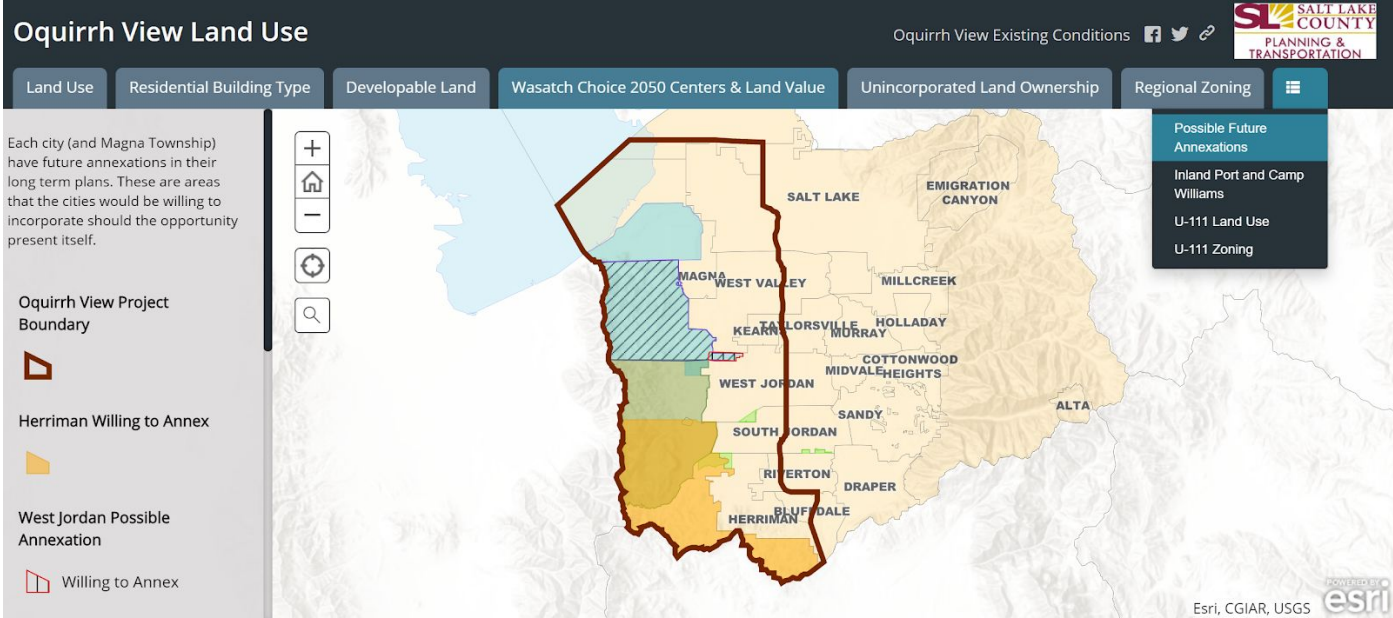 Oquirrh View Land Use
Oquirrh View Existing Conditions
SL SALT LAKE
COUNTY
PLANNING &
TRANSPORTATION
Land Use
Residential Building Type
Developable Land
Wasatch Choice 2050 Centers & Land Value
Unincorporated Land Ownership
Regional Zoning
Possible Future
Annexations
Inland Port and Camp
Williams
U-111 Land Use
U-111 Zoning
Each city (and Magna Township)
have future annexations in their
long term plans. These are areas
that the cities would be willing to
incorporate should the opportunity
present itself.
Oquirrh View Project
Boundary
Herriman Willing to Annex
West Jordan Possible
Annexation
Willing to Annex
SALT LAKE
EMIGRATION
CANYON
MAGNA
WEST VALLEY
MILLCREEK
KEARNS
TAYLORSVILLE
MURRAY
HOLLADAY
COTTONWOOD
HEIGHTS
MIDVALE
WEST JORDAN
SANDY
ALTA
SOUTH JORDAN
RIVERTON
DRAPER
BLUFFDALE
HERRIMAN
POWERED BY
esri
Esri, CGIAR, USGS